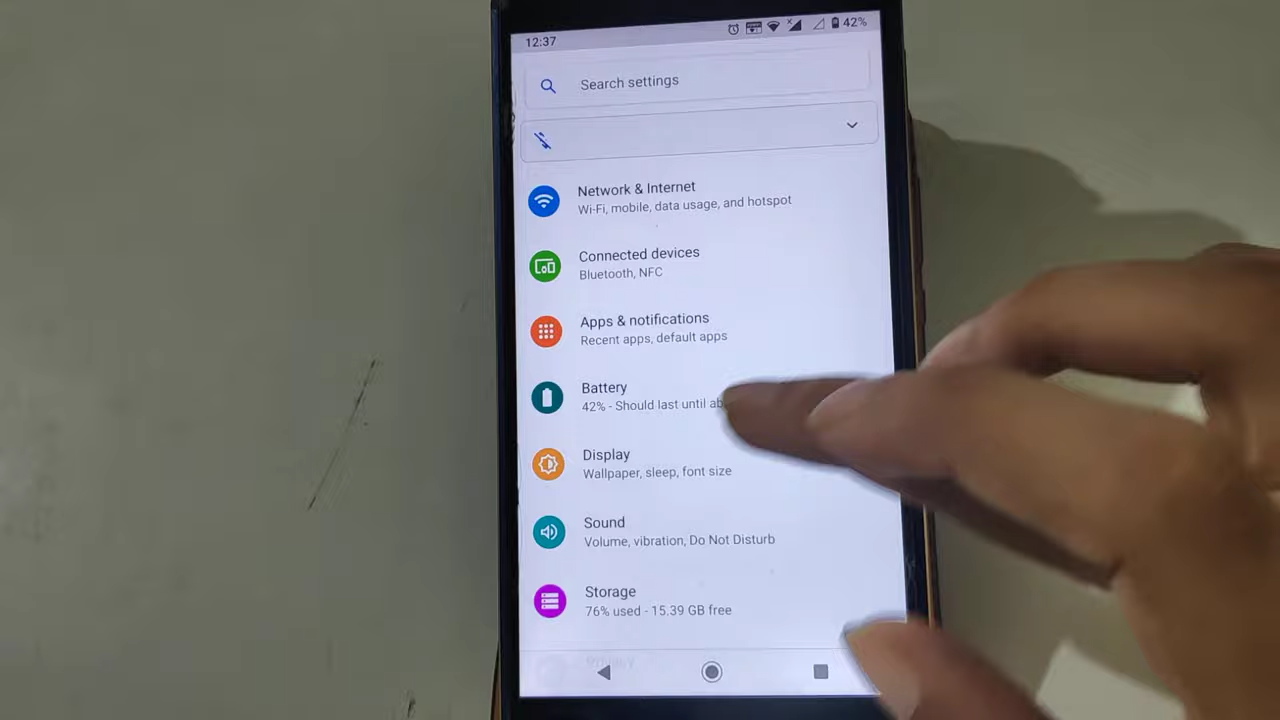 12:37
42%
Search settings
Network & Internet
Wi-Fi, mobile, data usage, and hotspot
Connected devices
Bluetooth, NFC
Apps & notifications
Recent apps, default apps
Battery
42% - Should last until ab
Display
Wallpaper, sleep, font size
Sound
Volume, vibration, Do Not Disturb
Storage
76% used - 15.39 GB free